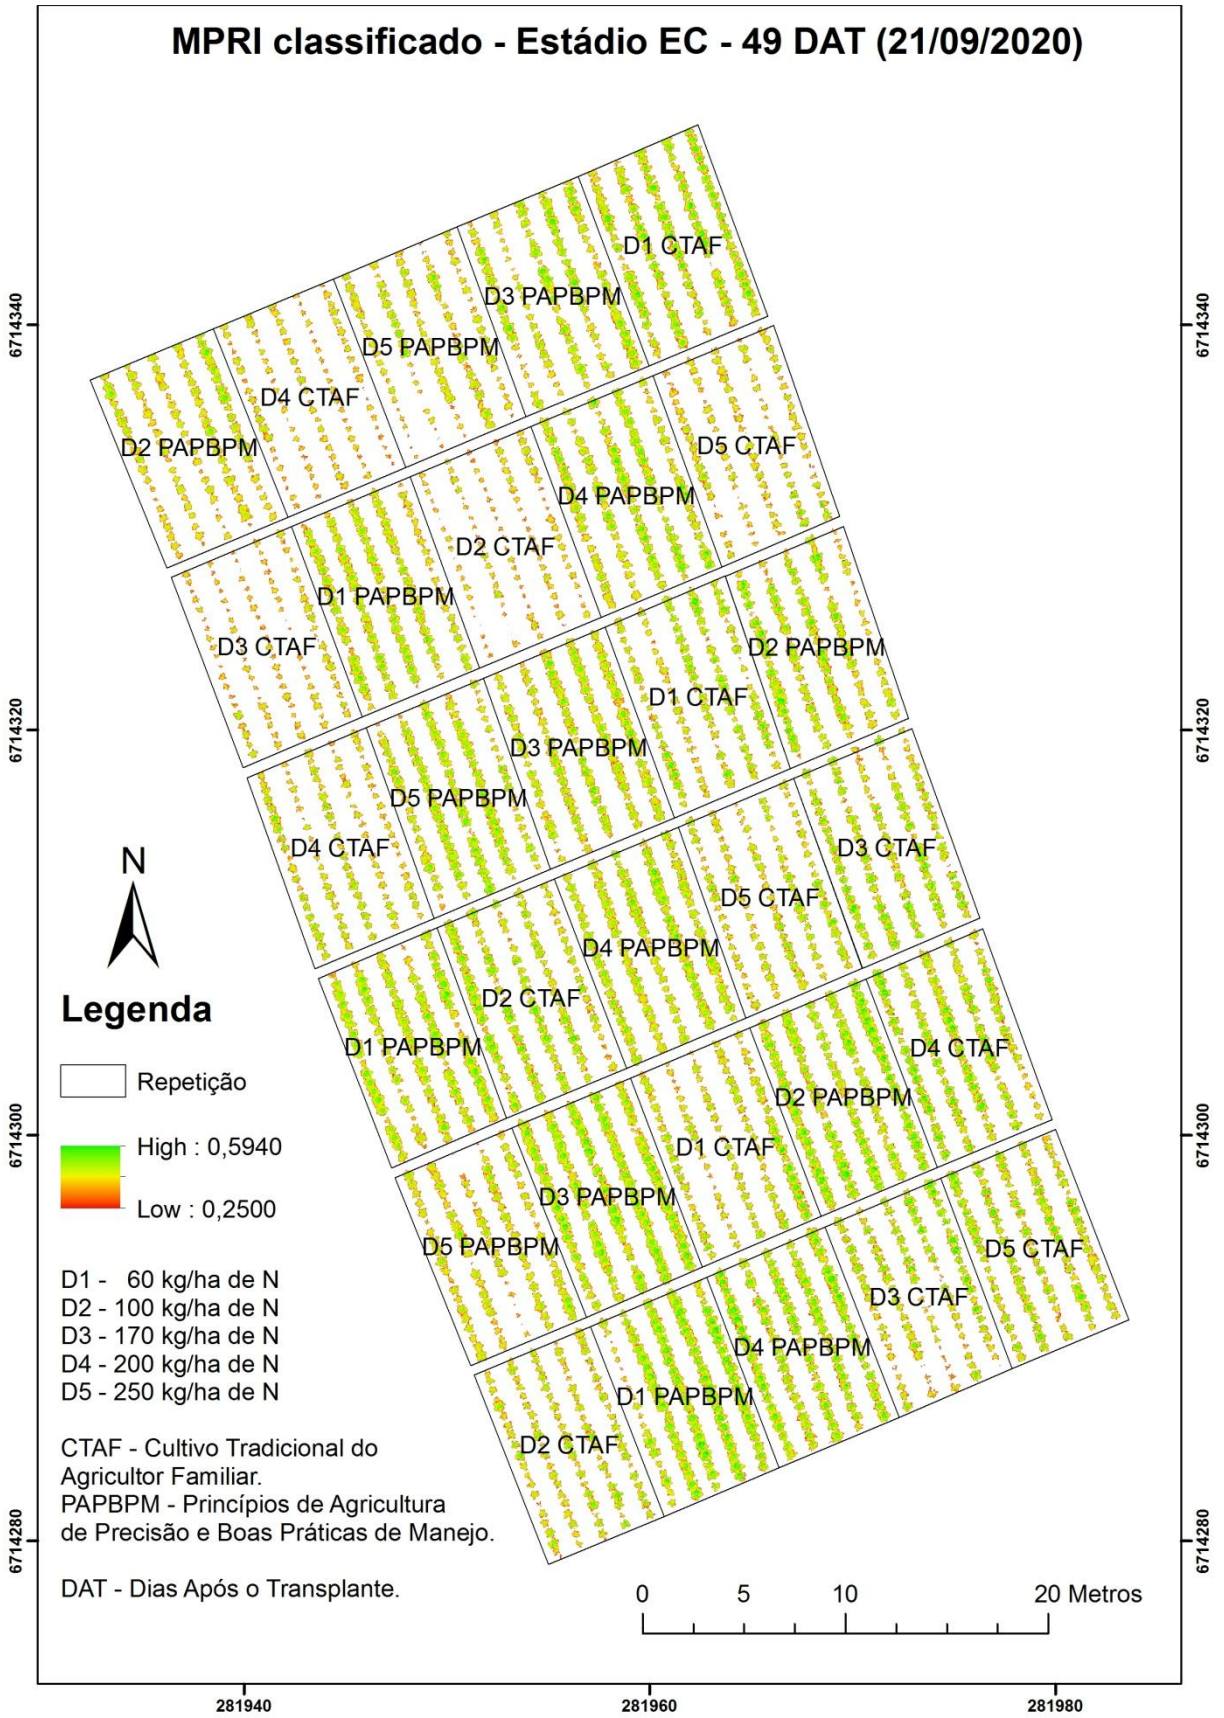 MPRI classificado - Estádio EC - 49 DAT (21/09/2020)
D1 CTAF
D3 PAPBPM
D5 PAPBPM
D4 CTAF
D2 PAPBPM
D5 CTAF
D4 PAPBPM
D2 CTAF
D1 PAPBPM
D3 CTAF
D2 PAPBPM
D1 CTAF
D3 PAPBPM
D5 PAPBPM
D4 CTAF
D3 CTAF
D5 CTAF
D4 PAPBPM
D2 CTAF
D1 PAPBPM
D4 CTAF
D2 PAPBPM
D1 CTAF
D3 PAPBPM
D5 PAPBPM
D5 CTAF
D3 CTAF
D4 PAPBPM
D1 PAPBPM
D2 CTAF
6714340
6714320
6714300
6714280
6714340
6714320
6714300
6714280
N
Legenda
Repetição
High : 0,5940
Low : 0,2500
D1 - 60 kg/ha de N
D2 - 100 kg/ha de N
D3 - 170 kg/ha de N
D4 - 200 kg/ha de N
D5 - 250 kg/ha de N
CTAF - Cultivo Tradicional do
Agricultor Familiar.
PAPBPM - Princípios de Agricultura
de Precisão e Boas Práticas de Manejo.
DAT - Dias Após o Transplante.
0 5 10 20 Metros
281940 281960 281980